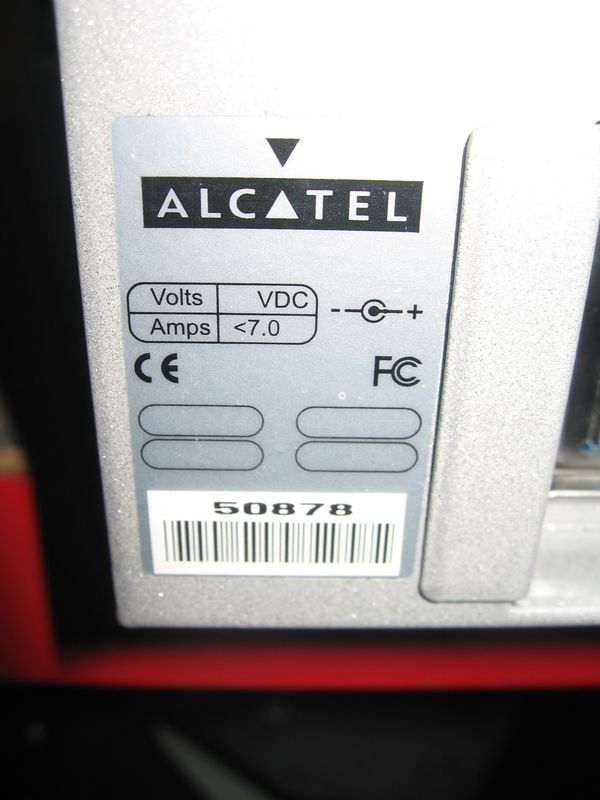 ALCATEL
Volts VDC
Amps <7.0
- +
CE FC
50878